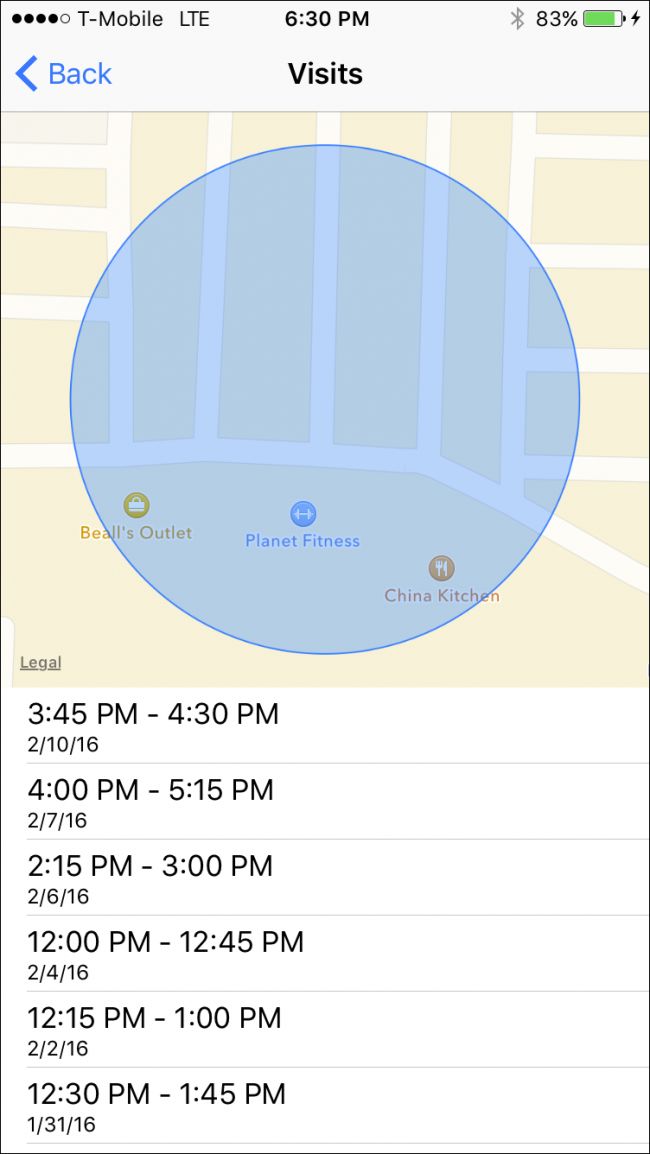 T-Mobile LTE 6:30 PM 83%
Back Visits
Beall's Outlet
Planet Fitness
China Kitchen
Legal
3:45 PM - 4:30 PM
2/10/16
4:00 PM - 5:15 PM
2/7/16
2:15 PM - 3:00 PM
2/6/16
12:00 PM - 12:45 PM
2/4/16
12:15 PM - 1:00 PM
2/2/16
12:30 PM - 1:45 PM
1/31/16